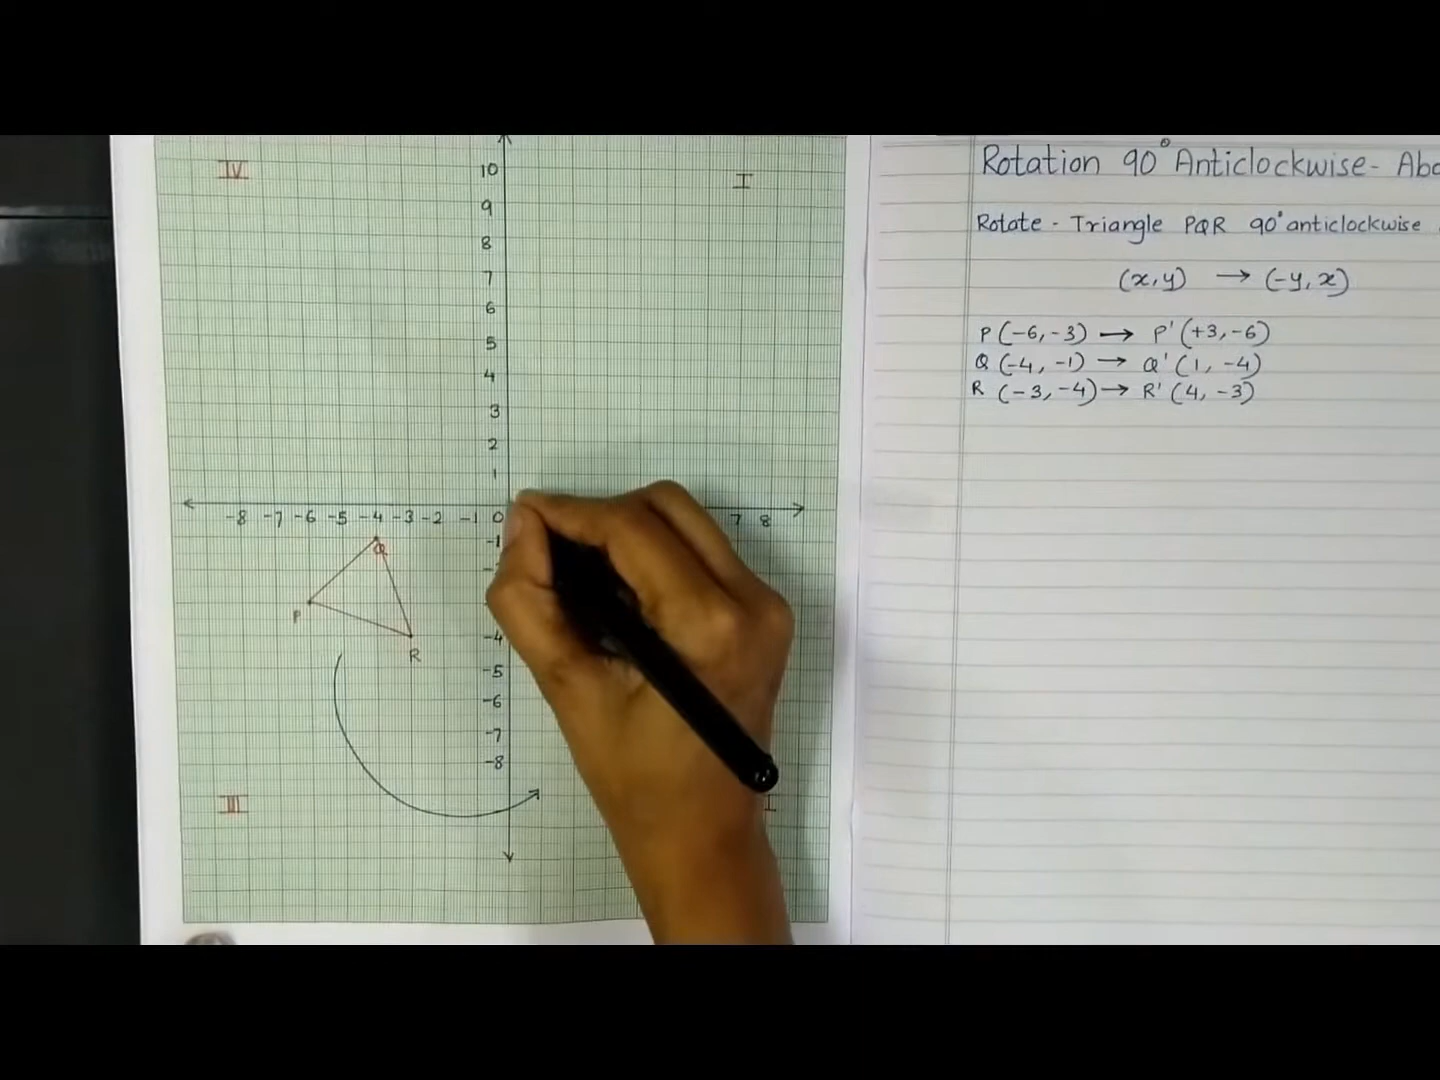 IV
I
10
9
8
7
6
5
4
3
2
1
-8 -7 -6 -5 -4 -3 -2 -1 0 7 8
-1
Q
P
-4
R
-5
-6
-7
-8
III
Rotation 90° Anticlockwise-
Rotate - Triangle PQR 90° anticlockwise
(x,y) → (-y,x)
P (-6,-3) → P' (+3,-6)
Q (-4, -1) → Q' (1, -4)
R (-3,-4) → R' (4, -3)